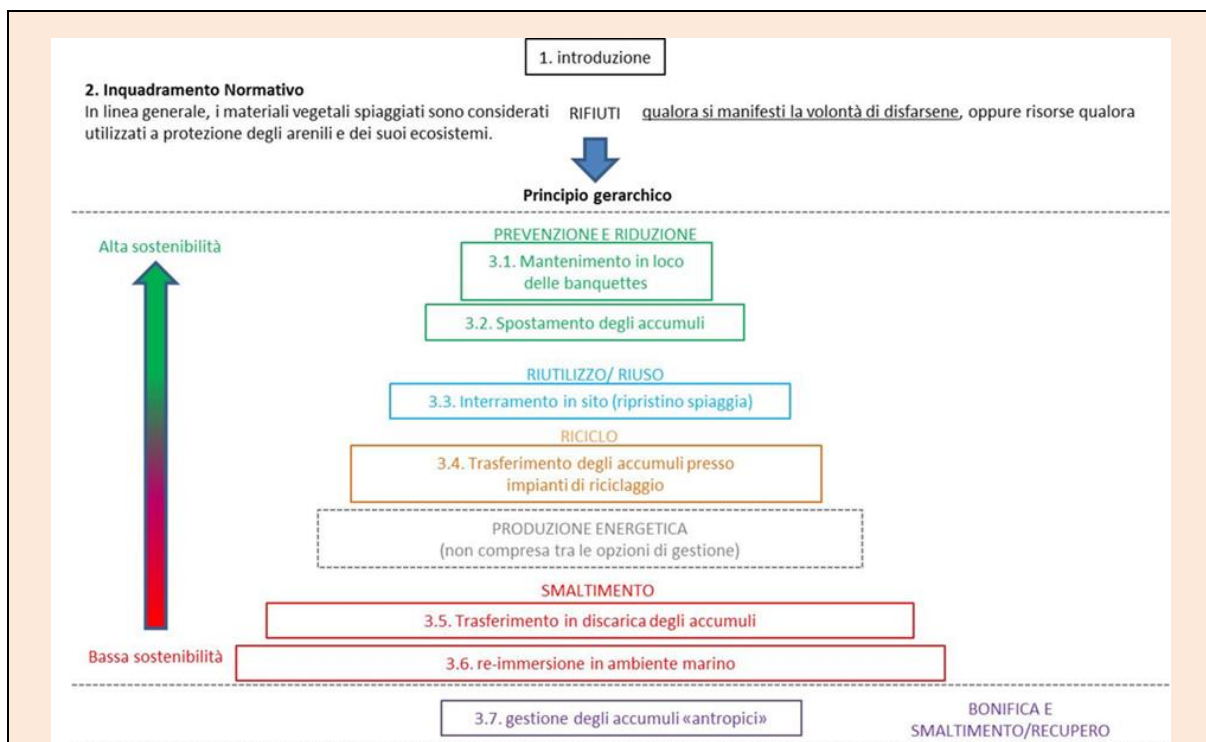 1. introduzione
2. Inquadramento Normativo
In linea generale, i materiali vegetali spiaggiati sono considerati RIFIUTI qualora si manifesti la volontà di disfarsene, oppure risorse qualora
utilizzati a protezione degli arenili e dei suoi ecosistemi.
Principio gerarchico
Alta sostenibilità
PREVENZIONE E RIDUZIONE
3.1. Mantenimento in loco
delle banquettes
3.2. Spostamento degli accumuli
RIUTILIZZO/ RIUSO
3.3. Interramento in sito (ripristino spiaggia)
RICICLO
3.4. Trasferimento degli accumuli presso
impianti di riciclaggio
PRODUZIONE ENERGETICA
(non compresa tra le opzioni di gestione)
SMALTIMENTO
3.5. Trasferimento in discarica degli accumuli
Bassa sostenibilità
3.6. re-immersione in ambiente marino
3.7. gestione degli accumuli «antropici»
BONIFICA E
SMALTIMENTO/RECUPERO